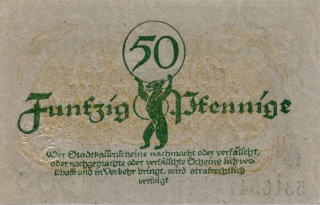 50
Funfzig Pfennige
Wer Stadtkassenscheine nachmacht oder verfälscht,
oder nachgemachte oder verfälschte Scheine sich ver-
schafft und in Verkehr bringt, wird strafrechtlich
verfolgt